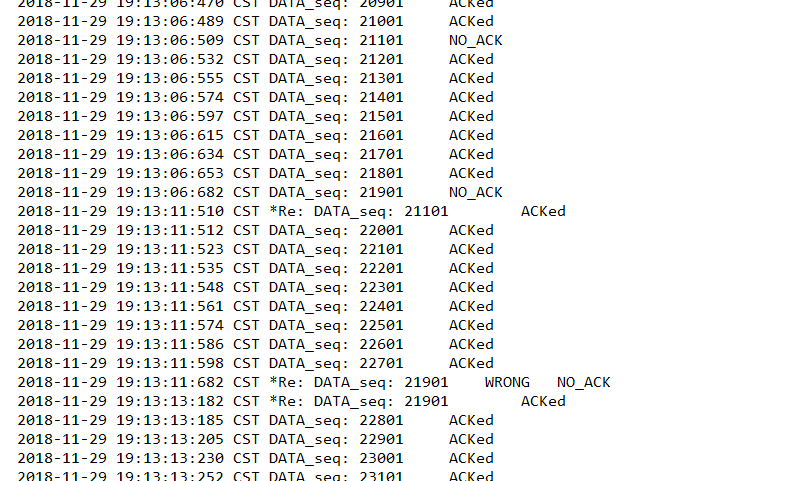 2018-11-29 19:13:06:470 CST DATA_seq: 20901 ACKed
2018-11-29 19:13:06:489 CST DATA_seq: 21001 ACKed
2018-11-29 19:13:06:509 CST DATA_seq: 21101 NO_ACK
2018-11-29 19:13:06:532 CST DATA_seq: 21201 ACKed
2018-11-29 19:13:06:555 CST DATA_seq: 21301 ACKed
2018-11-29 19:13:06:574 CST DATA_seq: 21401 ACKed
2018-11-29 19:13:06:597 CST DATA_seq: 21501 ACKed
2018-11-29 19:13:06:615 CST DATA_seq: 21601 ACKed
2018-11-29 19:13:06:634 CST DATA_seq: 21701 ACKed
2018-11-29 19:13:06:653 CST DATA_seq: 21801 ACKed
2018-11-29 19:13:06:682 CST DATA_seq: 21901 NO_ACK
2018-11-29 19:13:11:510 CST *Re: DATA_seq: 21101 ACKed
2018-11-29 19:13:11:512 CST DATA_seq: 22001 ACKed
2018-11-29 19:13:11:523 CST DATA_seq: 22101 ACKed
2018-11-29 19:13:11:535 CST DATA_seq: 22201 ACKed
2018-11-29 19:13:11:548 CST DATA_seq: 22301 ACKed
2018-11-29 19:13:11:561 CST DATA_seq: 22401 ACKed
2018-11-29 19:13:11:574 CST DATA_seq: 22501 ACKed
2018-11-29 19:13:11:586 CST DATA_seq: 22601 ACKed
2018-11-29 19:13:11:598 CST DATA_seq: 22701 ACKed
2018-11-29 19:13:11:682 CST *Re: DATA_seq: 21901 WRONG NO_ACK
2018-11-29 19:13:13:182 CST *Re: DATA_seq: 21901 ACKed
2018-11-29 19:13:13:185 CST DATA_seq: 22801 ACKed
2018-11-29 19:13:13:205 CST DATA_seq: 22901 ACKed
2018-11-29 19:13:13:230 CST DATA_seq: 23001 ACKed
2018-11-29 19:13:13:252 CST DATA_seq: 23101 ACKed